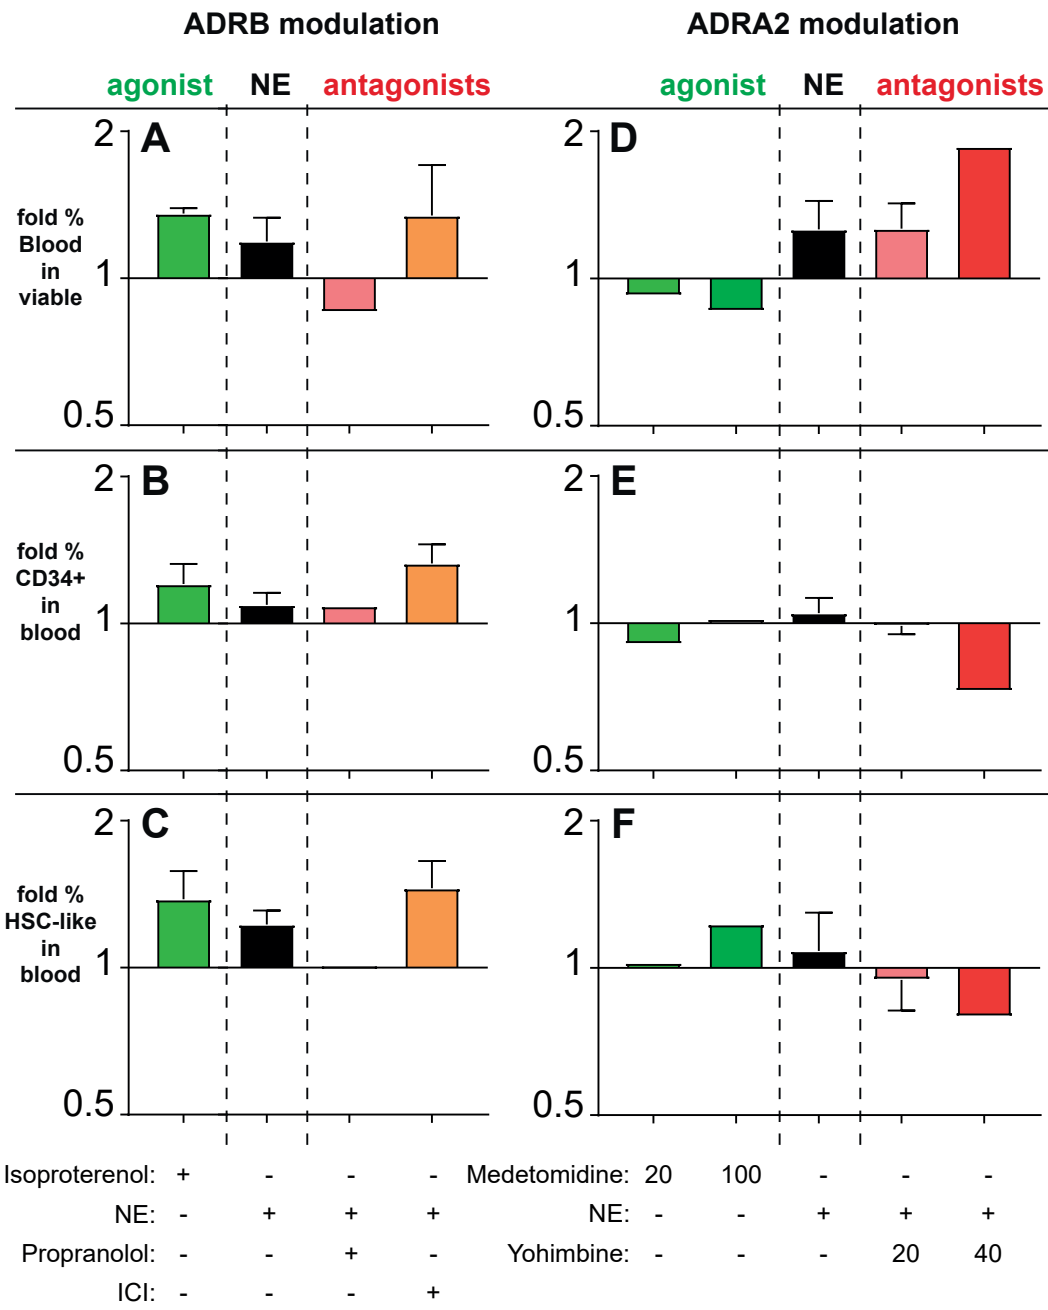 ADRB modulation ADRA2 modulation
agonist NE antagonists agonist NE antagonists
A D
2 2
fold %
Blood
in
viable
1 1
0.5 0.5
B E
2 2
fold %
CD34+
in
blood
1 1
0.5 0.5
C F
2 2
fold %
HSC-like
in
blood
1 1
0.5 0.5
Isoproterenol: + - - - Medetomidine: 20 100 - - -
NE: - + + + NE: - - + + +
Propranolol: - - + - Yohimbine: - - - 20 40
ICI: - - - +